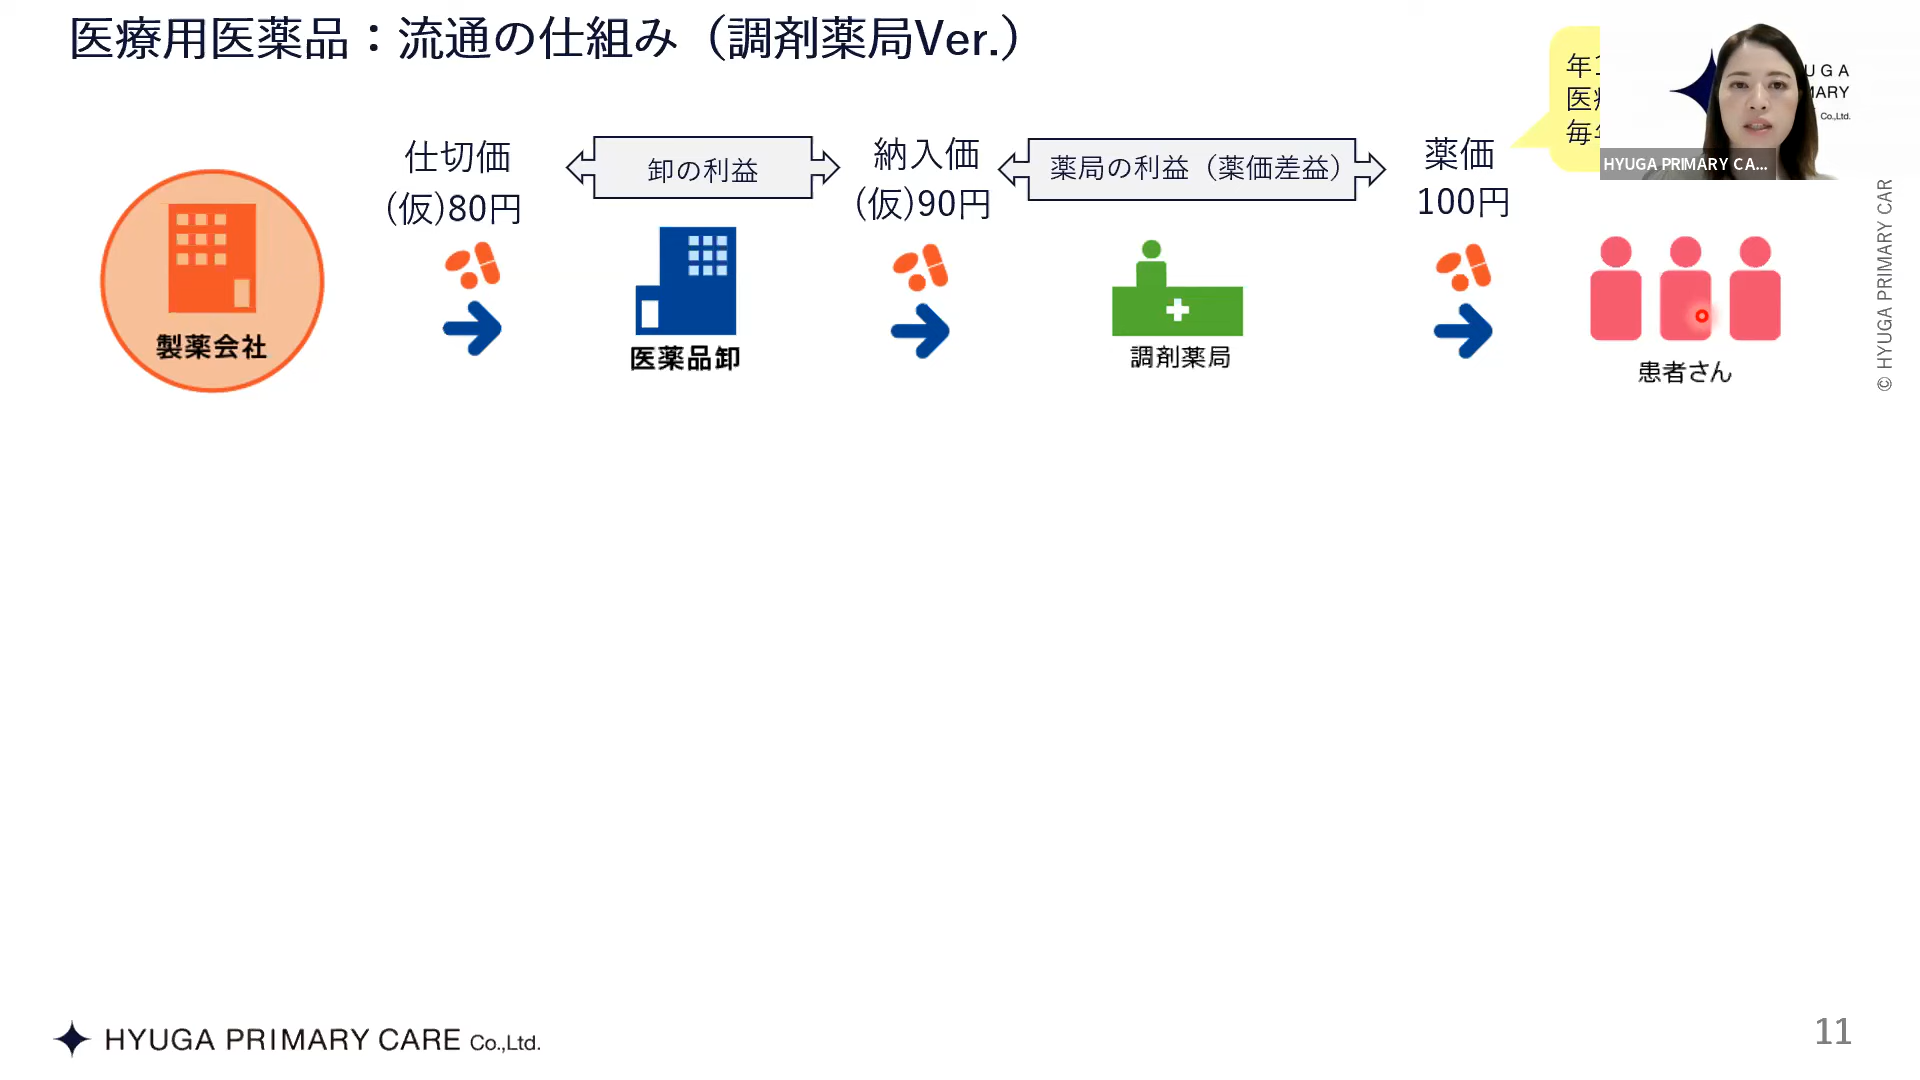 医療用医薬品：流通の仕組み（調剤薬局Ver.）
仕切価
(仮)80円
卸の利益
納入価
(仮)90円
薬局の利益（薬価差益）
薬価
100円
年
医
毎
UGA
MARY
Co.,Ltd.
HYUGA PRIMARY CA...
製薬会社
医薬品卸
調剤薬局
患者さん
© HYUGA PRIMARY CAR
HYUGA PRIMARY CARE Co.,Ltd.
11